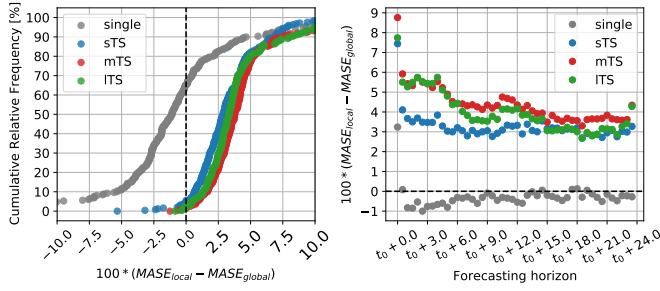 Cumulative Relative Frequency [%]
100
90
80
70
60
50
40
30
20
10
0
single
sTS
mTS
lTS
−10.0
−7.5
−5.0
−2.5
0.0
2.5
5.0
7.5
10.0
100 * (MASE_local − MASE_global)
100 * (MASE_local − MASE_global)
9
8
7
6
5
4
3
2
1
0
−1
single
sTS
mTS
lTS
t₀ + 0.0
t₀ + 3.0
t₀ + 6.0
t₀ + 9.0
t₀ + 12.0
t₀ + 15.0
t₀ + 18.0
t₀ + 21.0
t₀ + 24.0
Forecasting horizon